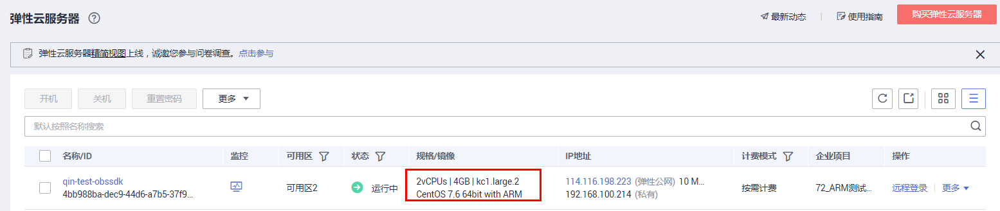 弹性云服务器
最新动态 | 使用指南 购买弹性云服务器
弹性云服务器精简视图上线，诚邀您参与问卷调查。点击参与
开机 关机 重置密码 更多
默认按照名称搜索
名称/ID 监控 可用区 状态 规格/镜像 IP地址 计费模式 企业项目 操作
qin-test-obssdk
4bb988ba-dec9-44d6-a7b5-37f9...
可用区2
运行中
2vCPUs | 4GB | kc1.large.2
CentOS 7.6 64bit with ARM
114.116.198.223 (弹性公网) 10 M...
192.168.100.214 (私有)
按需计费
72_ARM测试...
远程登录 | 更多